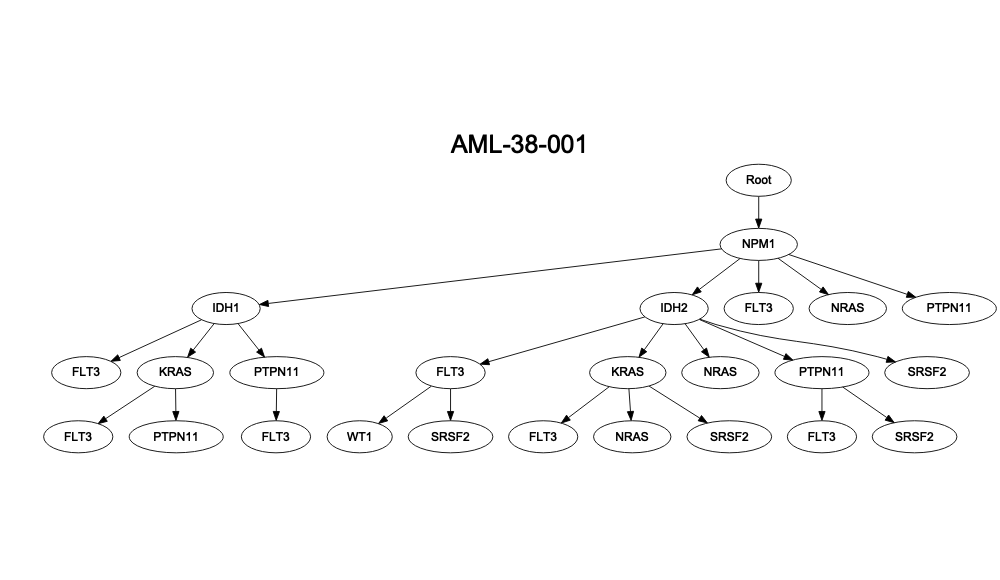 AML-38-001
Root
NPM1
IDH1 IDH2 FLT3 NRAS PTPN11
FLT3 KRAS PTPN11 FLT3 KRAS NRAS PTPN11 SRSF2
FLT3 PTPN11 FLT3 WT1 SRSF2 FLT3 NRAS SRSF2 FLT3 SRSF2